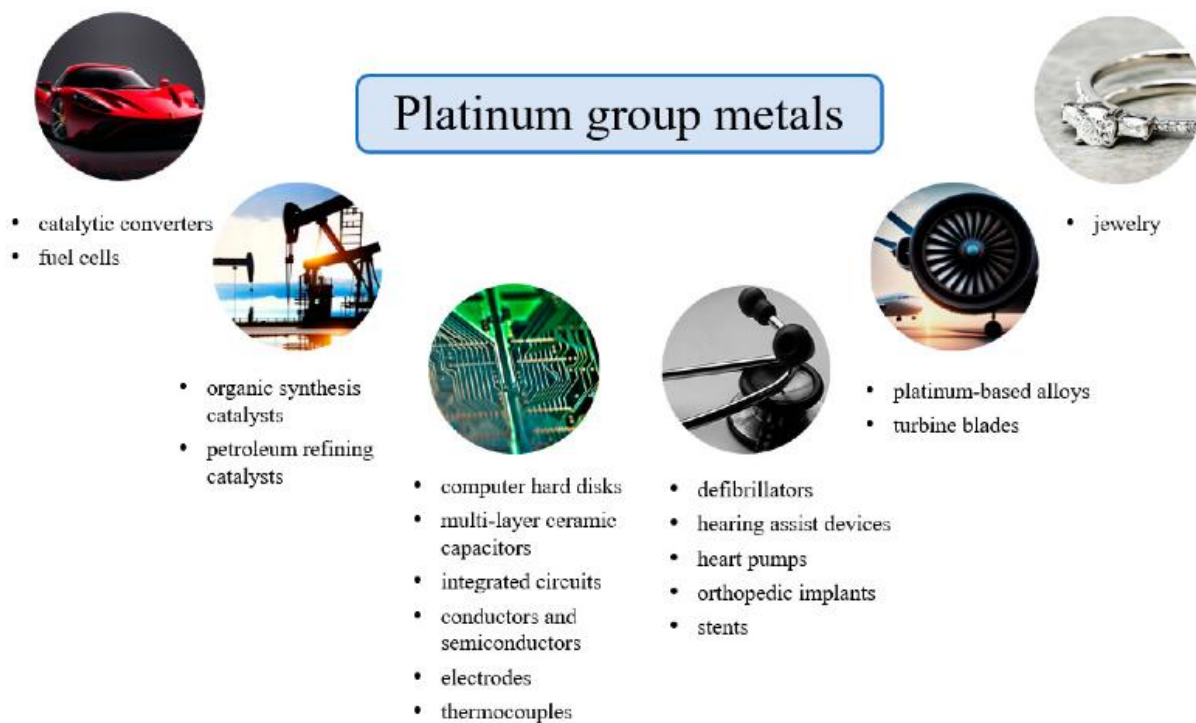 Platinum group metals
• catalytic converters
• fuel cells
• organic synthesis
catalysts
• petroleum refining
catalysts
• computer hard disks
• multi-layer ceramic
capacitors
• integrated circuits
• conductors and
semiconductors
• electrodes
• thermocouples
• defibrillators
• hearing assist devices
• heart pumps
• orthopedic implants
• stents
• platinum-based alloys
• turbine blades
• jewelry